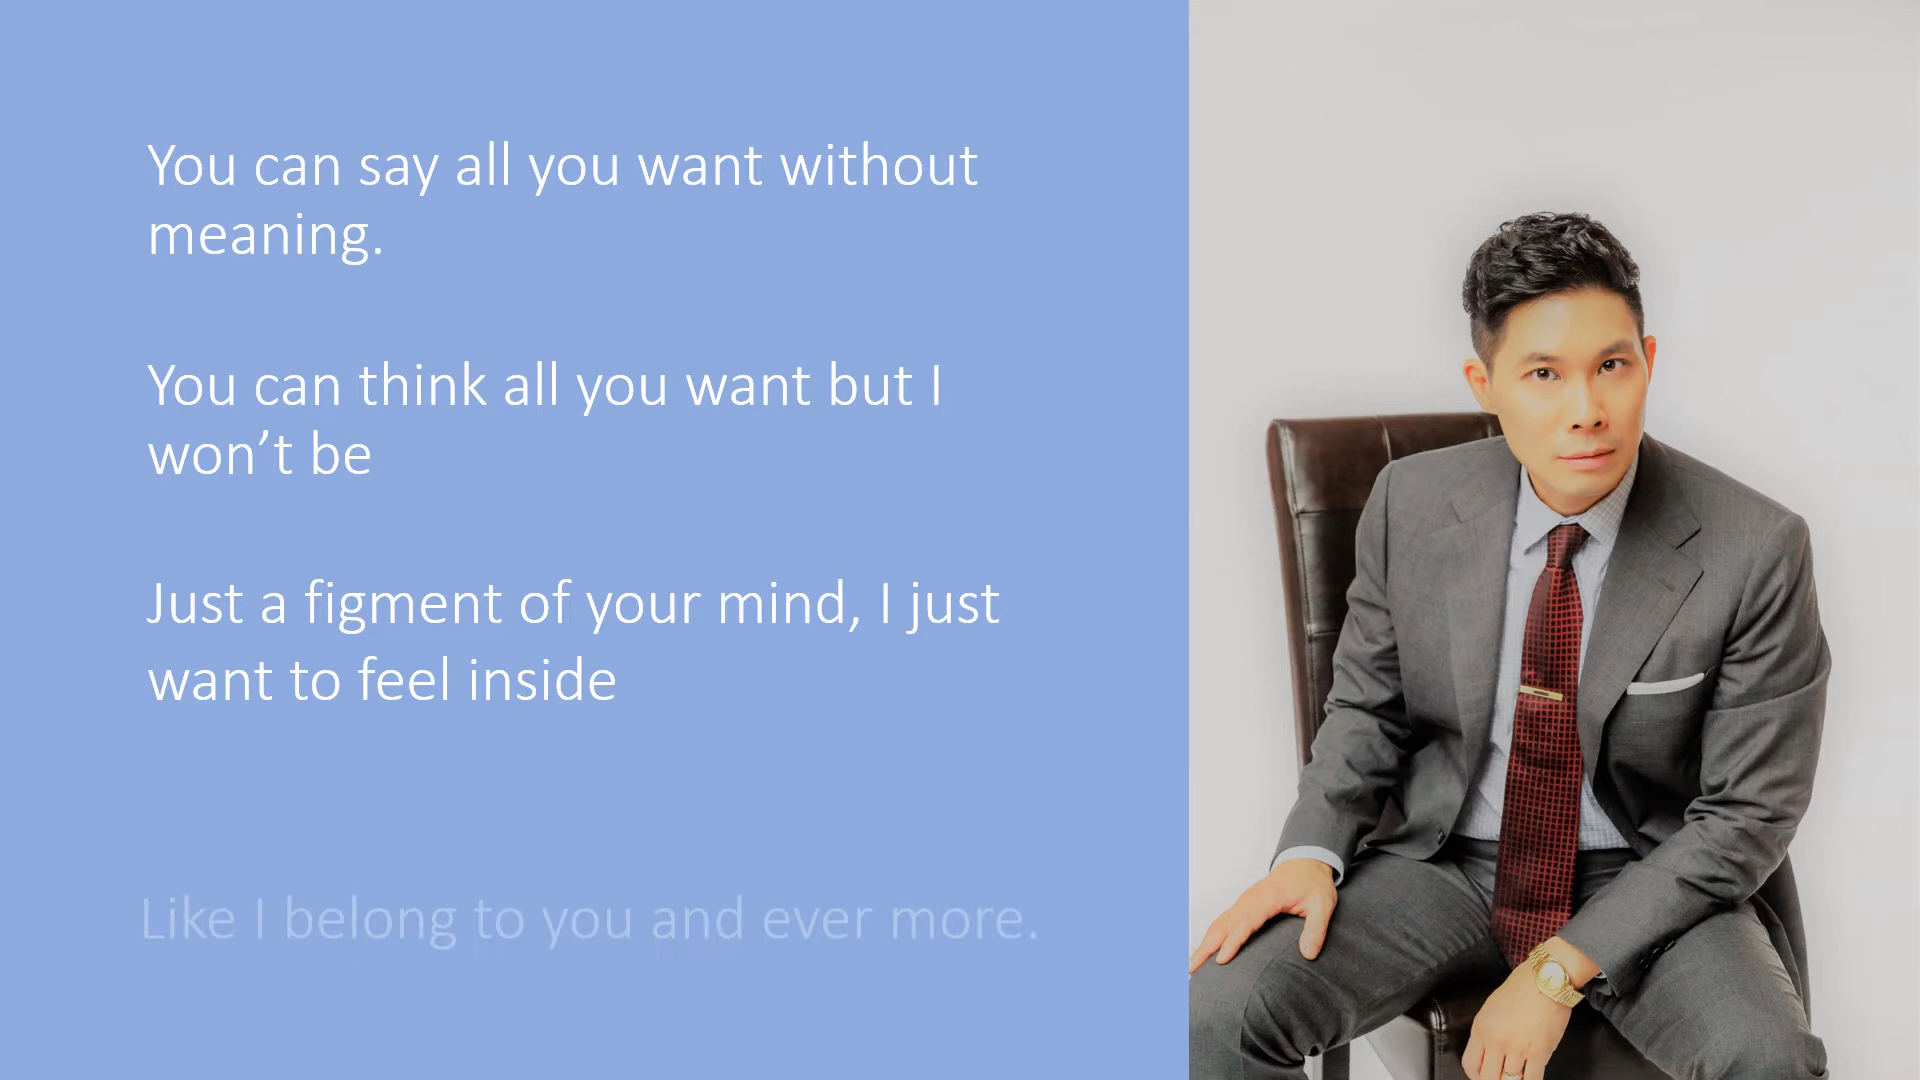 You can say all you want without
meaning.
You can think all you want but I
won’t be
Just a figment of your mind, I just
want to feel inside
Like I belong to you and ever more.